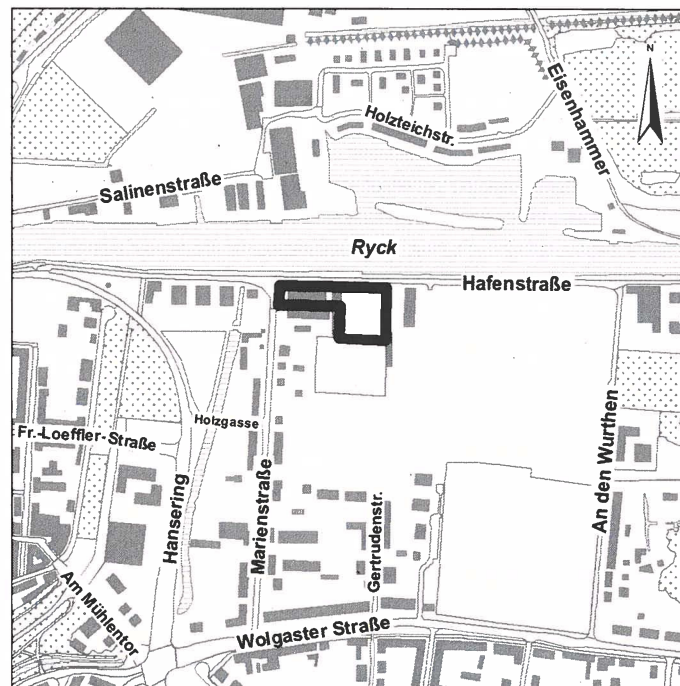 N
Eisenhammer
Holzteichstr.
Salinenstraße
Ryck
Hafenstraße
Holzgasse
Fr.-Loeffler-Straße
An den Wurthen
Hansering
Marienstraße
Gertrudenstr.
Am Mühlentor
Wolgaster Straße